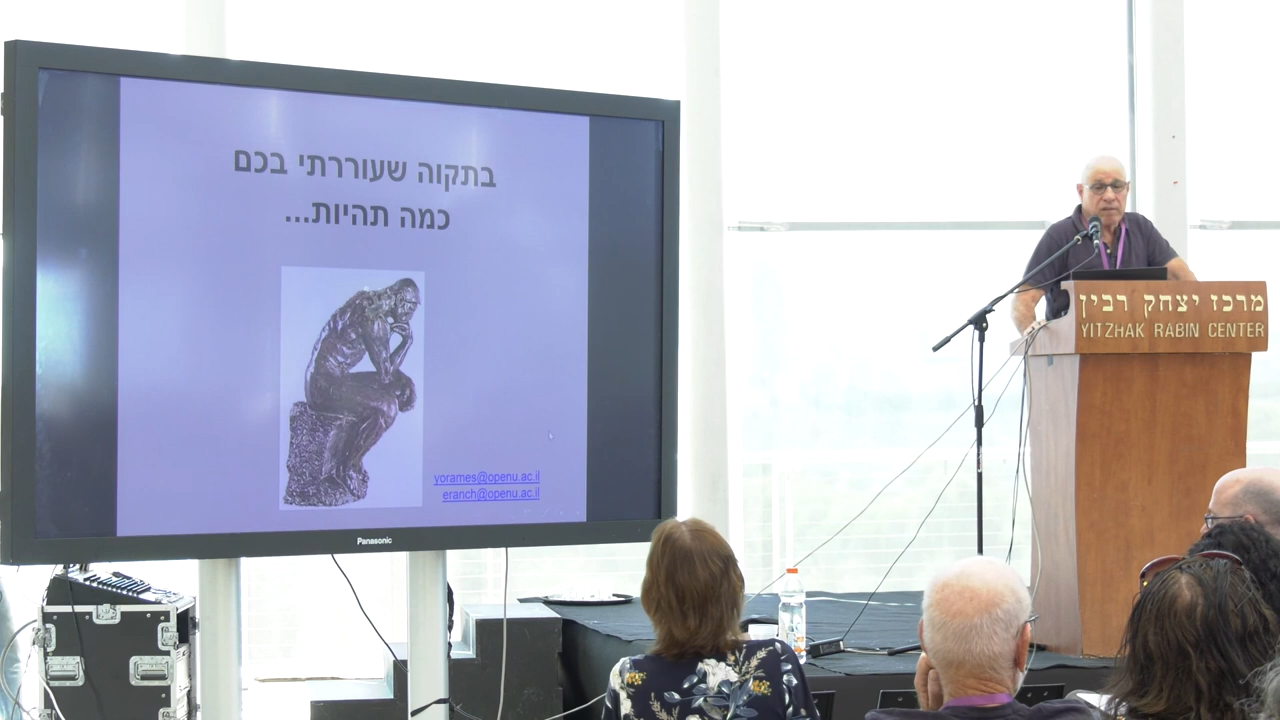 בתקוה שעוררתי בכם
כמה תהיות...
yorames@openu.ac.il
eranch@openu.ac.il
Panasonic
מרכז יצחק רבין
YITZHAK RABIN CENTER